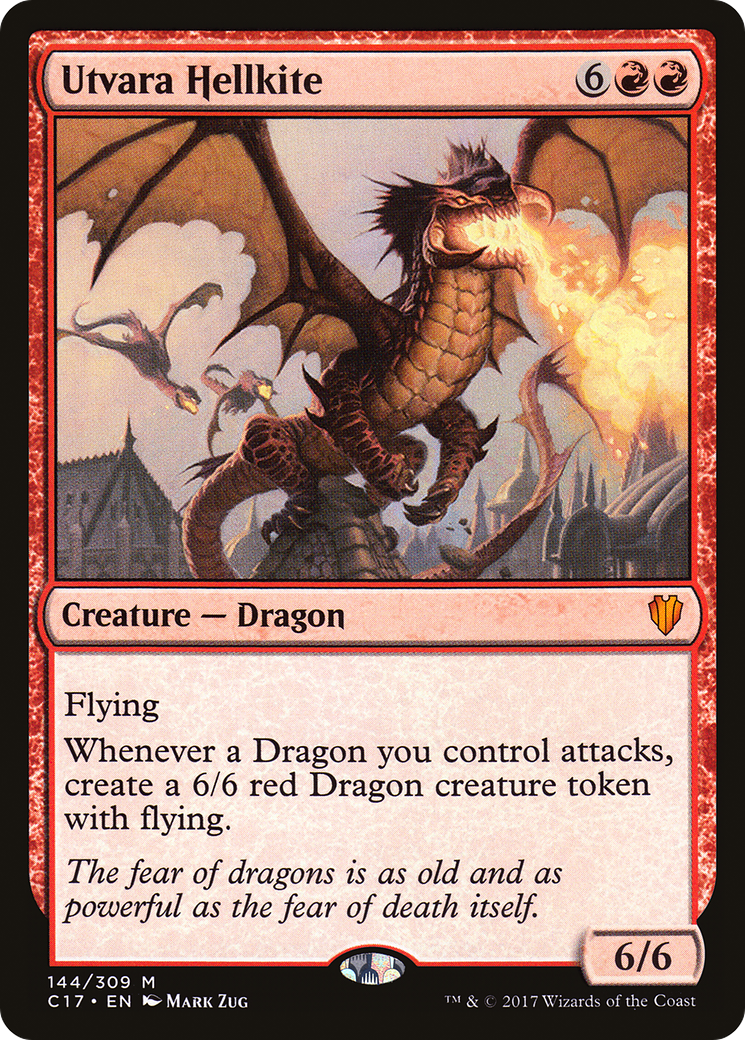 Utvara Hellkite 6
Creature — Dragon
Flying
Whenever a Dragon you control attacks,
create a 6/6 red Dragon creature token
with flying.
The fear of dragons is as old and as
powerful as the fear of death itself.
6/6
144/309 M
C17 • EN Mark Zug
™ & © 2017 Wizards of the Coast